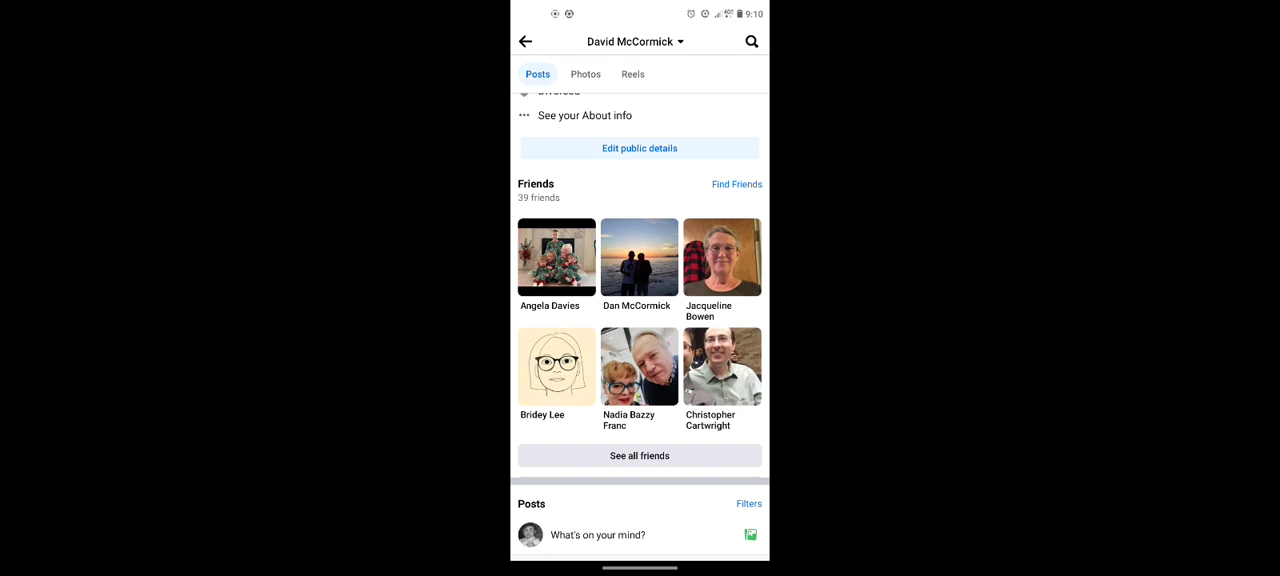 9:10
David McCormick
Posts Photos Reels
Divorced
See your About info
Edit public details
Friends
Find Friends
39 friends
Angela Davies
Dan McCormick
Jacqueline
Bowen
Bridey Lee
Nadia Bazzy
Franc
Christopher
Cartwright
See all friends
Posts
Filters
What's on your mind?